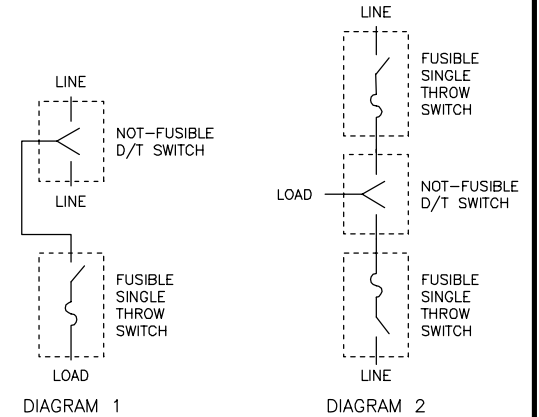 LINE
NOT-FUSIBLE
D/T SWITCH
LINE
FUSIBLE
SINGLE
THROW
SWITCH
LOAD
DIAGRAM 1
LINE
FUSIBLE
SINGLE
THROW
SWITCH
LOAD
NOT-FUSIBLE
D/T SWITCH
FUSIBLE
SINGLE
THROW
SWITCH
LINE
DIAGRAM 2